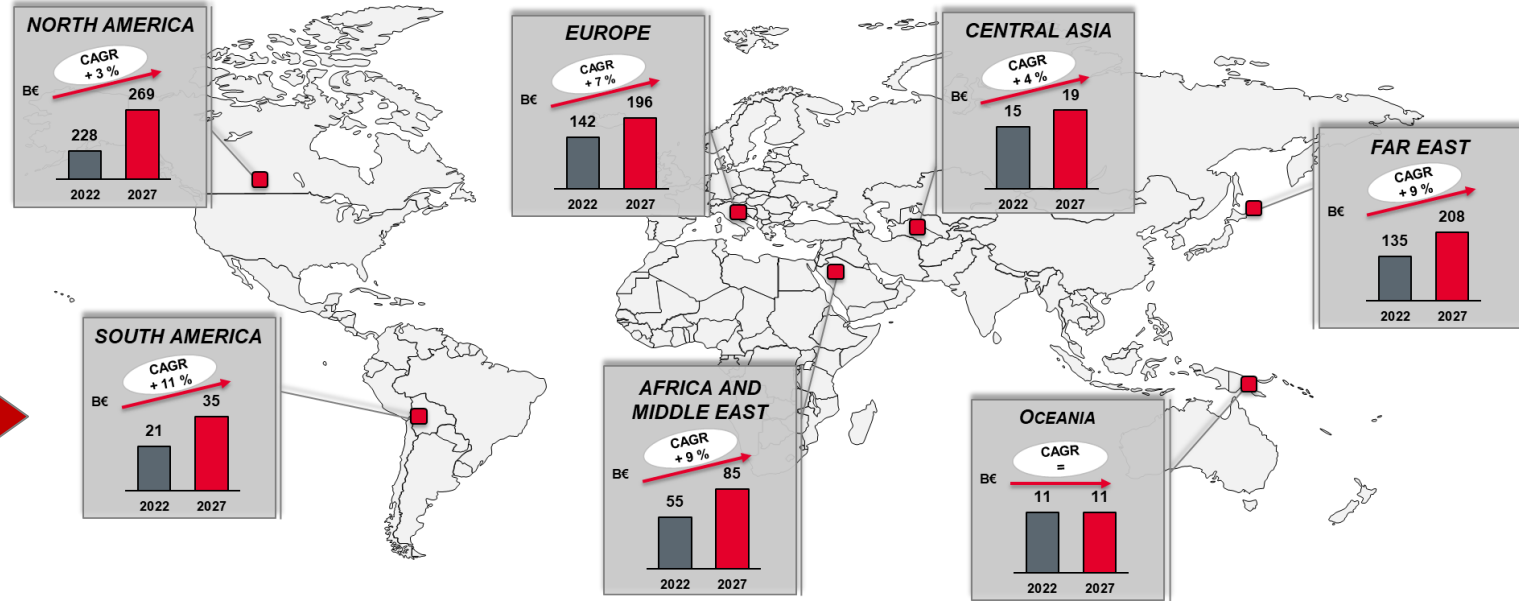 NORTH AMERICA
CAGR
+ 3 %
B€
228
269
2022
2027
EUROPE
CAGR
+ 7 %
B€
142
196
2022
2027
CENTRAL ASIA
CAGR
+ 4 %
B€
15
19
2022
2027
FAR EAST
CAGR
+ 9 %
B€
135
208
2022
2027
SOUTH AMERICA
CAGR
+ 11 %
B€
21
35
2022
2027
AFRICA AND
MIDDLE EAST
CAGR
+ 9 %
B€
55
85
2022
2027
OCEANIA
CAGR
=
B€
11
11
2022
2027